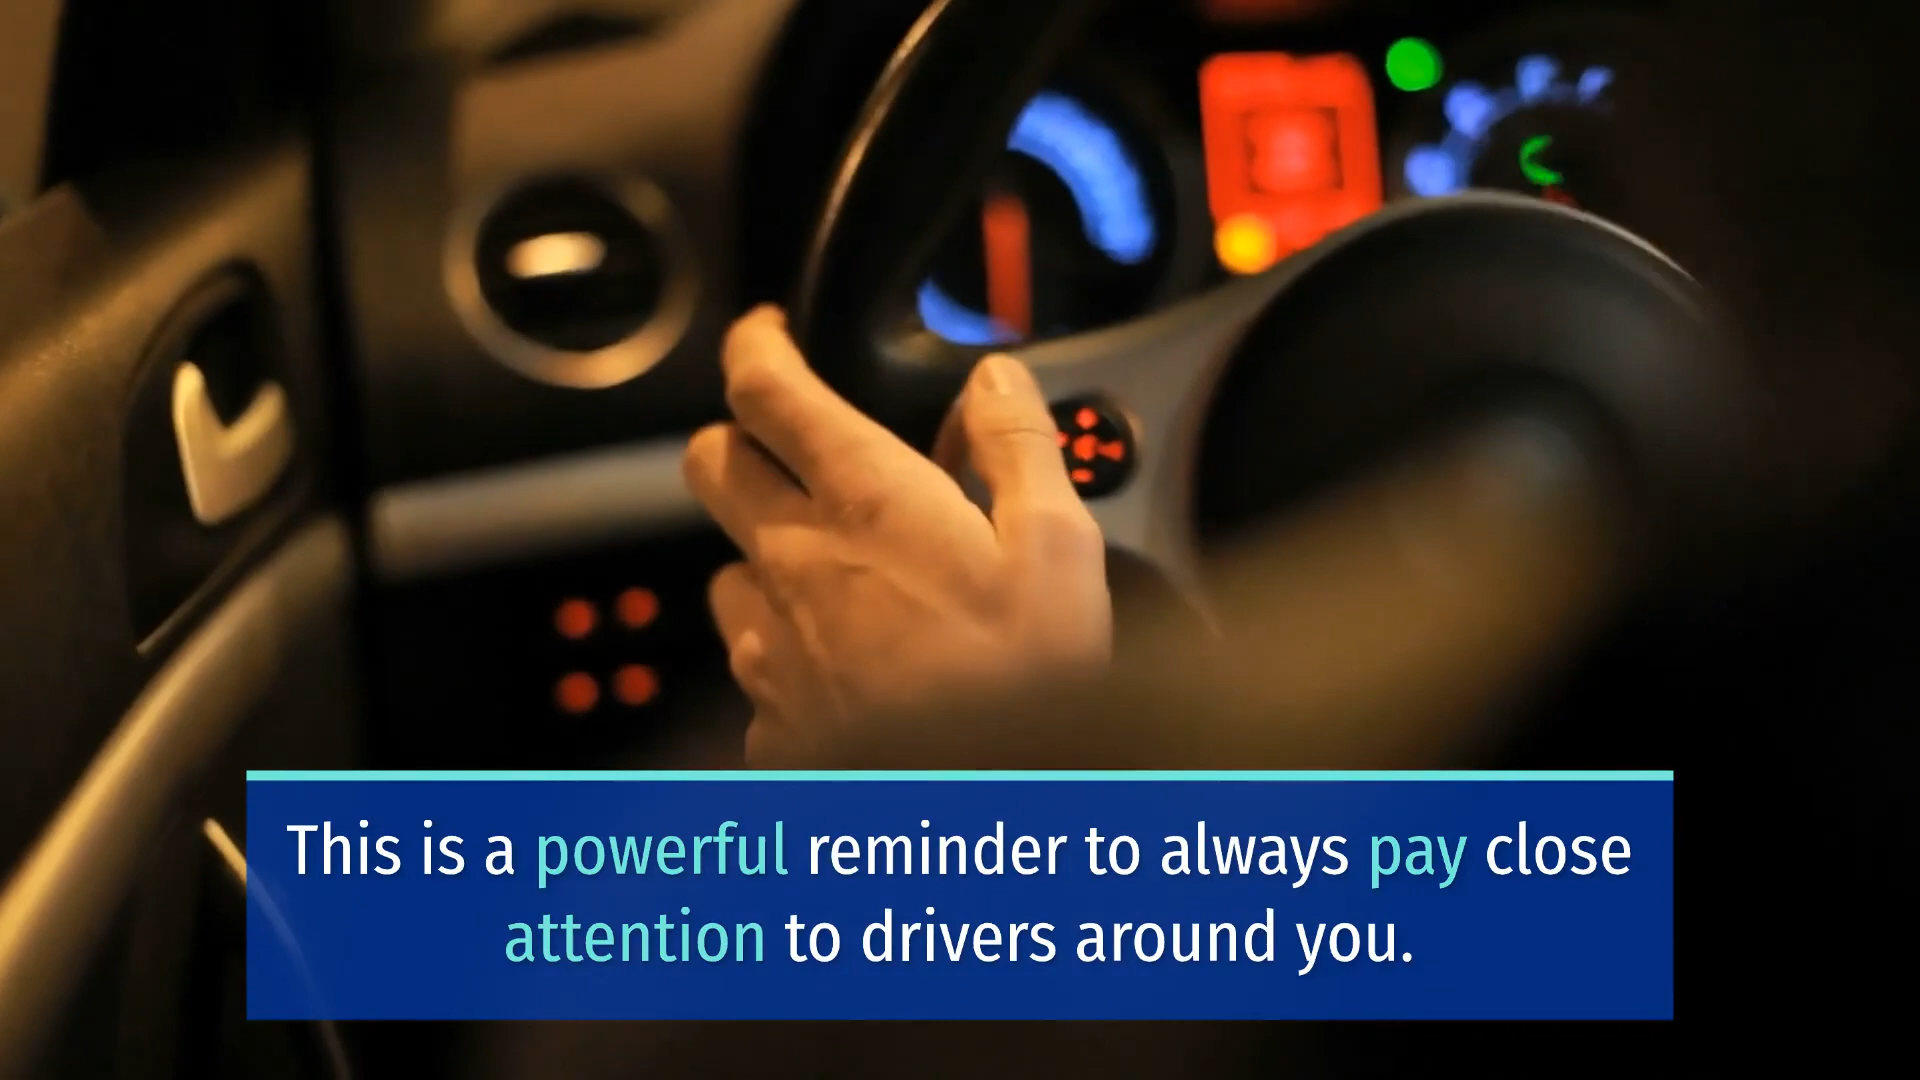 This is a powerful reminder to always pay close
attention to drivers around you.